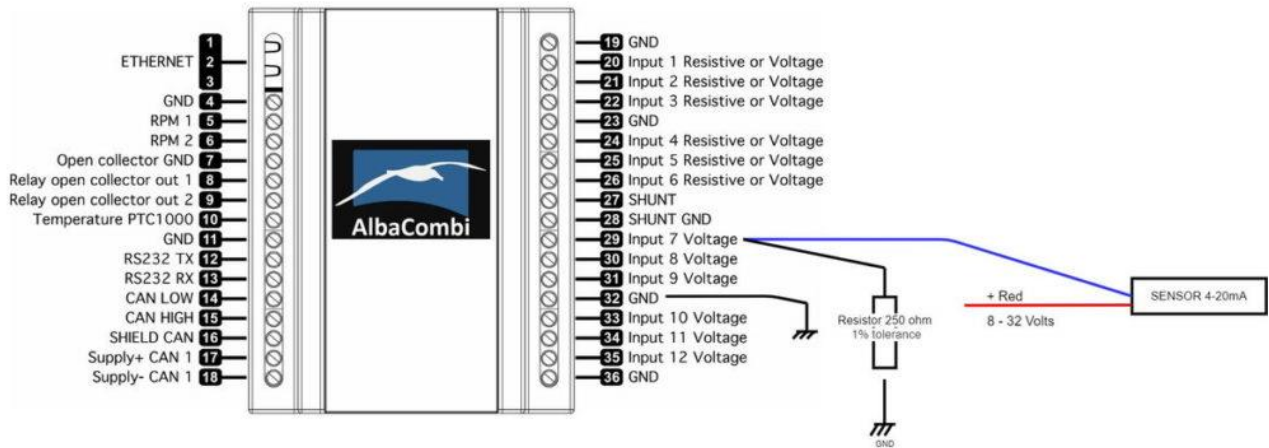 1
ETHERNET 2
3
GND 4
RPM 1 5
RPM 2 6
Open collector GND 7
Relay open collector out 1 8
Relay open collector out 2 9
Temperature PTC1000 10
GND 11
RS232 TX 12
RS232 RX 13
CAN LOW 14
CAN HIGH 15
SHIELD CAN 16
Supply+ CAN 1 17
Supply- CAN 1 18
AlbaCombi
19 GND
20 Input 1 Resistive or Voltage
21 Input 2 Resistive or Voltage
22 Input 3 Resistive or Voltage
23 GND
24 Input 4 Resistive or Voltage
25 Input 5 Resistive or Voltage
26 Input 6 Resistive or Voltage
27 SHUNT
28 SHUNT GND
29 Input 7 Voltage
30 Input 8 Voltage
31 Input 9 Voltage
32 GND
33 Input 10 Voltage
34 Input 11 Voltage
35 Input 12 Voltage
36 GND
Resistor 250 ohm
1% tolerance
GND
+ Red
8 - 32 Volts
SENSOR 4-20mA